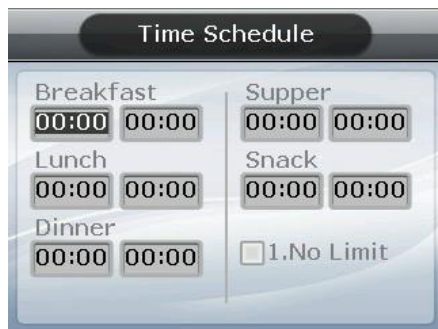 Time Schedule
Breakfast
00:00 00:00
Lunch
00:00 00:00
Dinner
00:00 00:00
Supper
00:00 00:00
Snack
00:00 00:00
1.No Limit